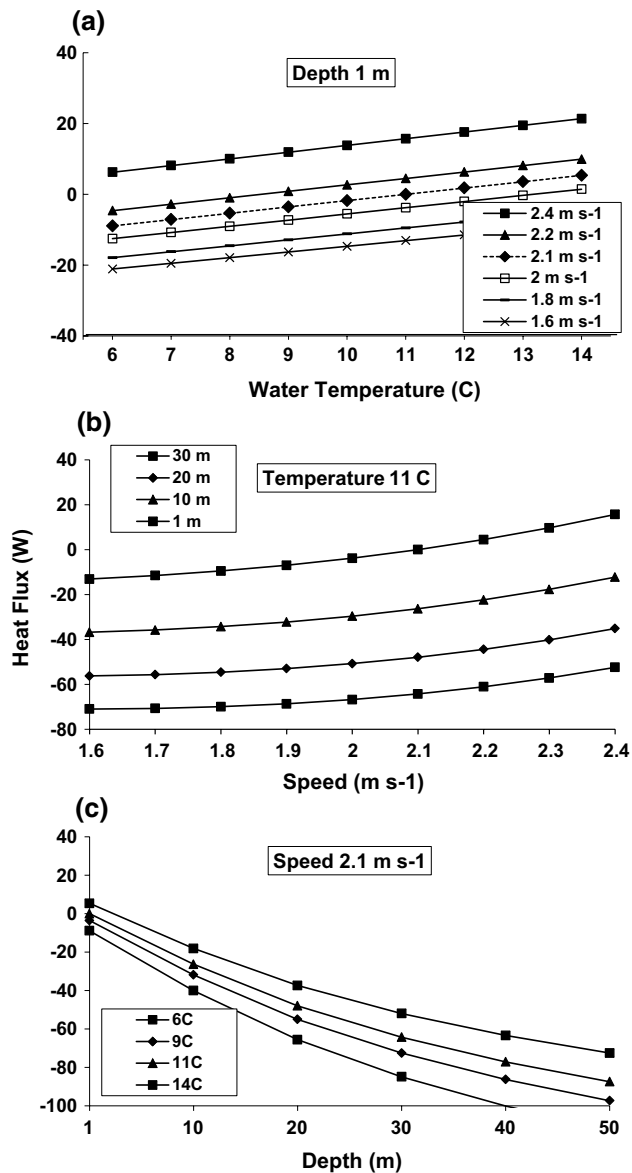 (a)
Depth 1 m
40
20
0
-20
-40
2.4 m s-1
2.2 m s-1
2.1 m s-1
2 m s-1
1.8 m s-1
1.6 m s-1
6 7 8 9 10 11 12 13 14
Water Temperature (C)
(b)
Temperature 11 C
30 m
20 m
10 m
1 m
40
20
0
-20
-40
-60
-80
Heat Flux (W)
1.6 1.7 1.8 1.9 2 2.1 2.2 2.3 2.4
Speed (m s-1)
(c)
Speed 2.1 m s-1
40
20
0
-20
-40
-60
-80
-100
6C
9C
11C
14C
1 10 20 30 40 50
Depth (m)